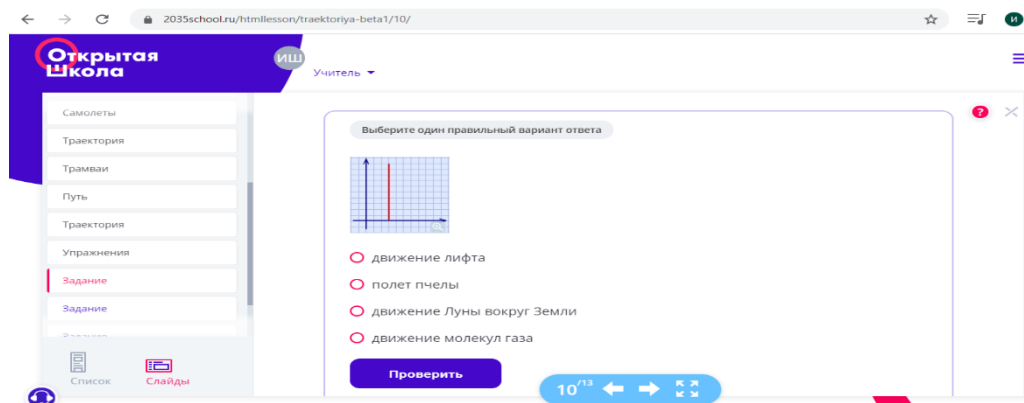 2035school.ru/htmllesson/traektoriya-beta1/10/
И
Открытая
Школа
ИШ
Учитель
Самолеты
Траектория
Трамваи
Путь
Траектория
Упражнения
Задание
Задание
Задание
Список
Слайды
?
Выберите один правильный вариант ответа
движение лифта
полет пчелы
движение Луны вокруг Земли
движение молекул газа
Проверить
10/13